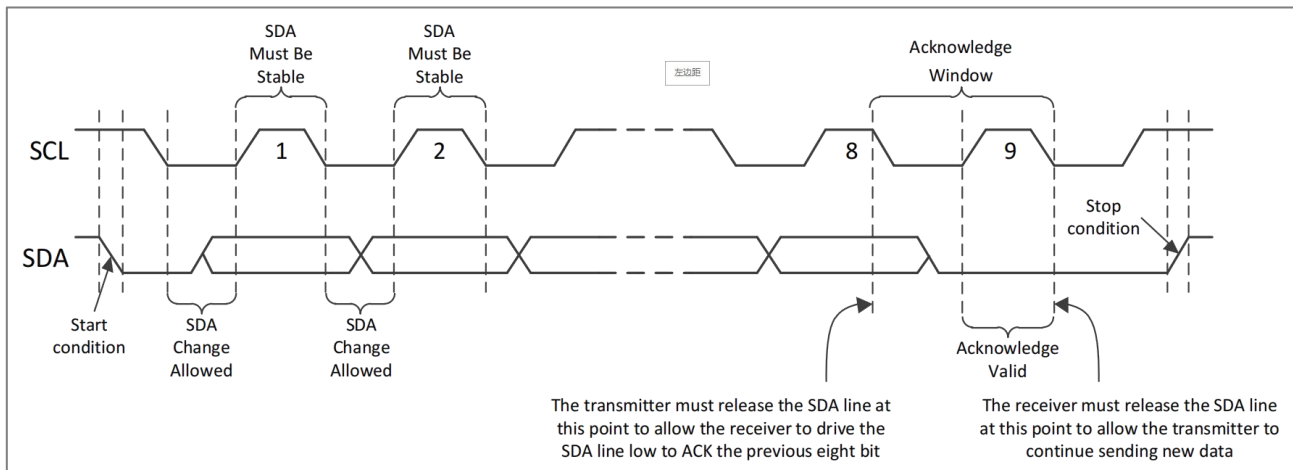 SDA
Must Be
Stable
SDA
Must Be
Stable
左边距
Acknowledge
Window
SCL
1
2
8
9
SDA
Stop
condition
Start
condition
SDA
Change
Allowed
SDA
Change
Allowed
Acknowledge
Valid
The transmitter must release the SDA line at
this point to allow the receiver to drive the
SDA line low to ACK the previous eight bit
The receiver must release the SDA line
at this point to allow the transmitter to
continue sending new data